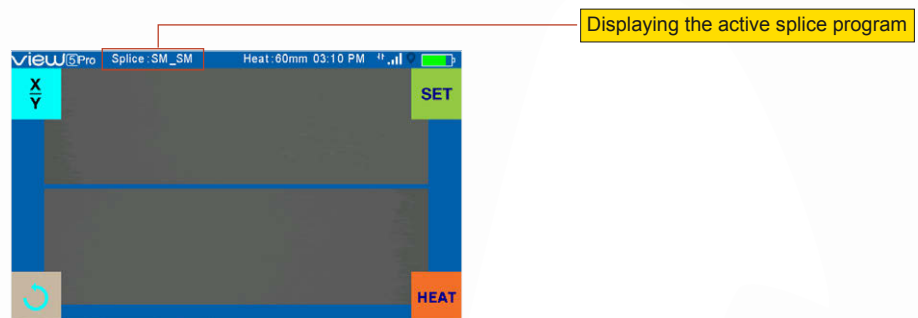 Displaying the active splice program
view5Pro Splice:SM_SM Heat:60mm 03:10 PM
X
Y
SET
HEAT